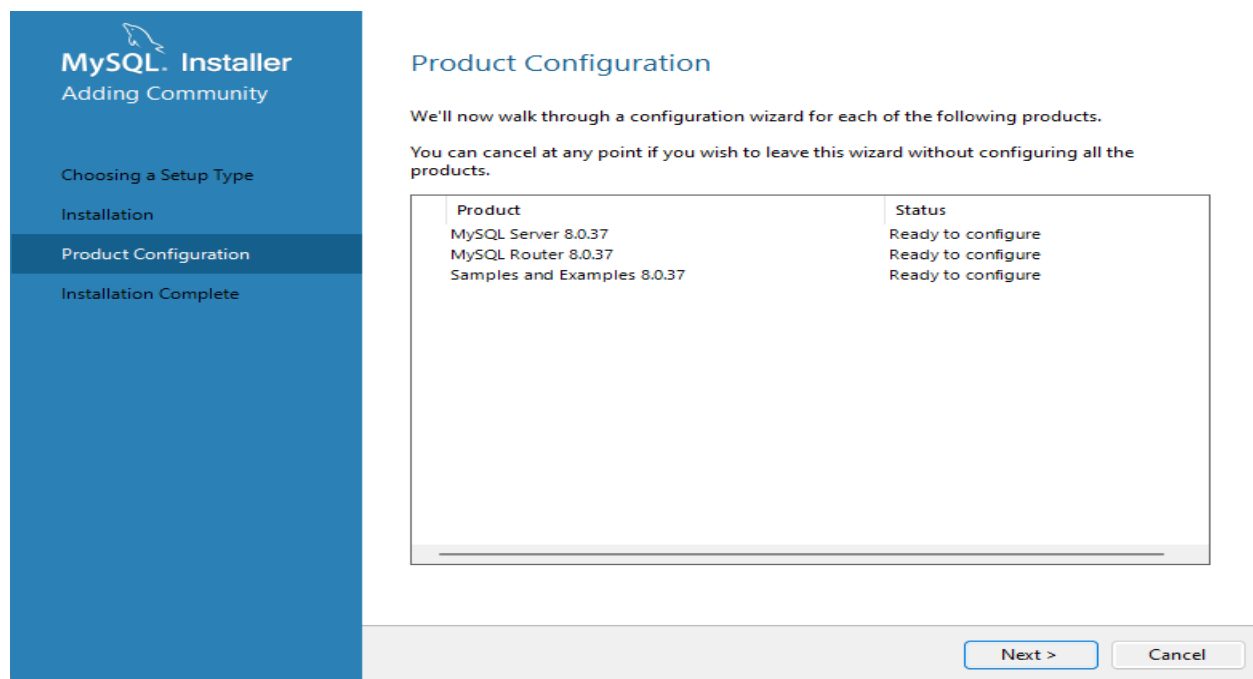 MySQL. Installer
Adding Community
Choosing a Setup Type
Installation
Product Configuration
Installation Complete
Product Configuration
We'll now walk through a configuration wizard for each of the following products.
You can cancel at any point if you wish to leave this wizard without configuring all the
products.
Product Status
MySQL Server 8.0.37 Ready to configure
MySQL Router 8.0.37 Ready to configure
Samples and Examples 8.0.37 Ready to configure
Next > Cancel